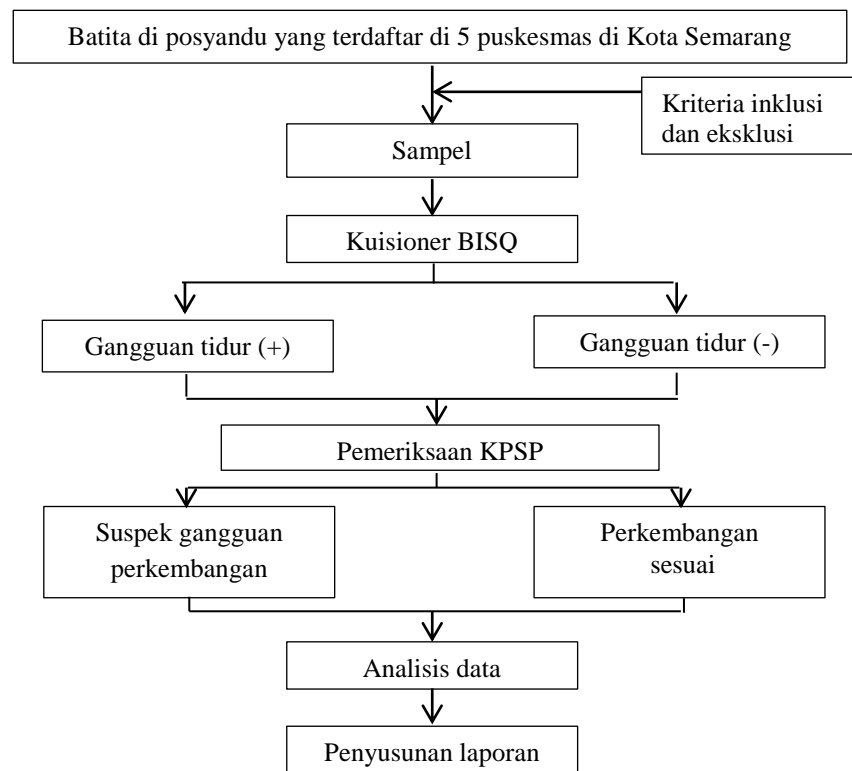 Batita di posyandu yang terdaftar di 5 puskesmas di Kota Semarang
Kriteria inklusi
dan eksklusi
Sampel
Kuisioner BISQ
Gangguan tidur (+)
Gangguan tidur (-)
Pemeriksaan KPSP
Suspek gangguan
perkembangan
Perkembangan
sesuai
Analisis data
Penyusunan laporan